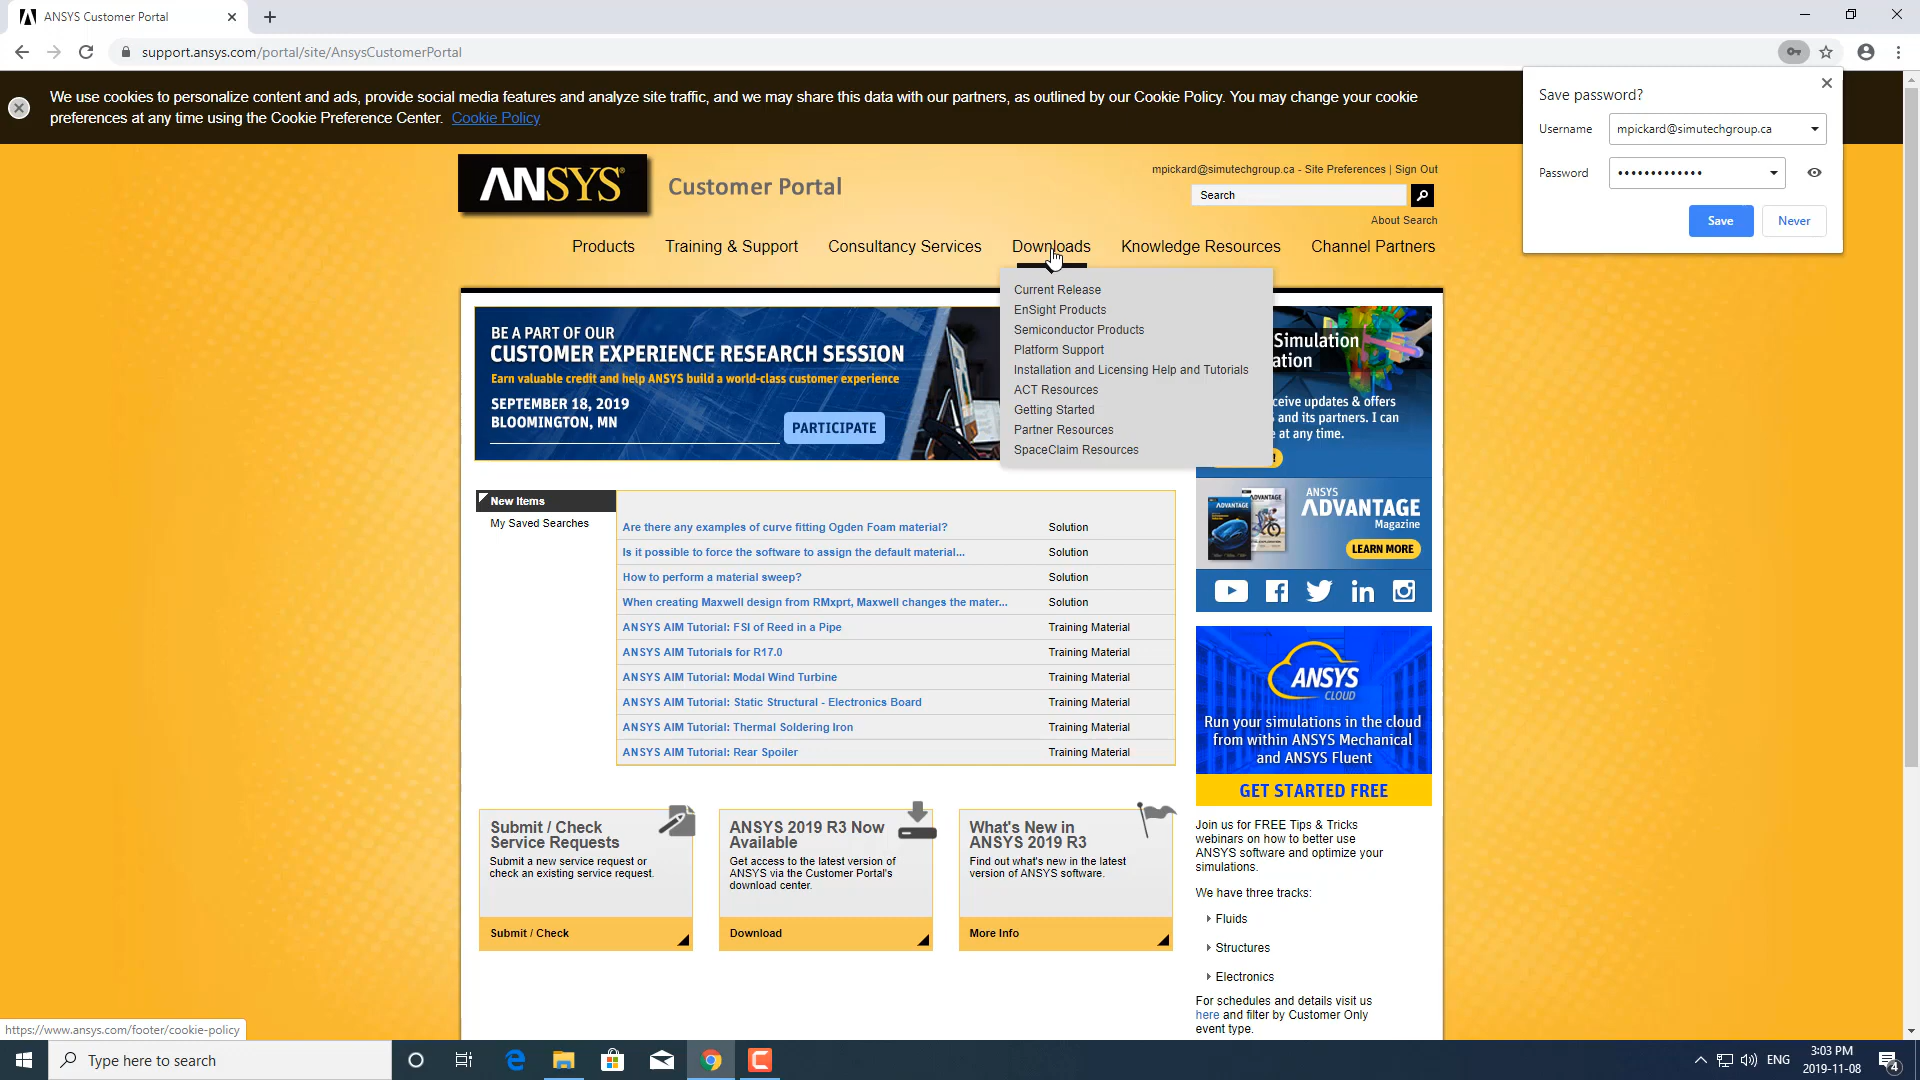 ANSYS Customer Portal
support.ansys.com/portal/site/AnsysCustomerPortal
We use cookies to personalize content and ads, provide social media features and analyze site traffic, and we may share this data with our partners, as outlined by our Cookie Policy. You may change your cookie
preferences at any time using the Cookie Preference Center. Cookie Policy
Save password?
Username mpickard@simutechgroup.ca
Password •••••••••••••
Save Never
ANSYS® Customer Portal
mpickard@simutechgroup.ca - Site Preferences | Sign Out
Search
About Search
Products Training & Support Consultancy Services Downloads Knowledge Resources Channel Partners
Current Release
EnSight Products
Semiconductor Products
Platform Support
Installation and Licensing Help and Tutorials
ACT Resources
Getting Started
Partner Resources
SpaceClaim Resources
BE A PART OF OUR
CUSTOMER EXPERIENCE RESEARCH SESSION
Earn valuable credit and help ANSYS build a world-class customer experience
SEPTEMBER 18, 2019
BLOOMINGTON, MN
PARTICIPATE
Simulation
ation
ceive updates & offers
and its partners. I can
e at any time.
ANSYS
ADVANTAGE
Magazine
LEARN MORE
New Items
My Saved Searches
Are there any examples of curve fitting Ogden Foam material? Solution
Is it possible to force the software to assign the default material... Solution
How to perform a material sweep? Solution
When creating Maxwell design from RMxprt, Maxwell changes the mater... Solution
ANSYS AIM Tutorial: FSI of Reed in a Pipe Training Material
ANSYS AIM Tutorials for R17.0 Training Material
ANSYS AIM Tutorial: Modal Wind Turbine Training Material
ANSYS AIM Tutorial: Static Structural - Electronics Board Training Material
ANSYS AIM Tutorial: Thermal Soldering Iron Training Material
ANSYS AIM Tutorial: Rear Spoiler Training Material
ANSYS
CLOUD
Run your simulations in the cloud
from within ANSYS Mechanical
and ANSYS Fluent
GET STARTED FREE
Submit / Check
Service Requests
Submit a new service request or
check an existing service request.
Submit / Check
ANSYS 2019 R3 Now
Available
Get access to the latest version of
ANSYS via the Customer Portal's
download center.
Download
What's New in
ANSYS 2019 R3
Find out what's new in the latest
version of ANSYS software.
More Info
Join us for FREE Tips & Tricks
webinars on how to better use
ANSYS software and optimize your
simulations.
We have three tracks:
Fluids
Structures
Electronics
For schedules and details visit us
here and filter by Customer Only
event type.
https://www.ansys.com/footer/cookie-policy
Type here to search
ENG
3:03 PM
2019-11-08
4